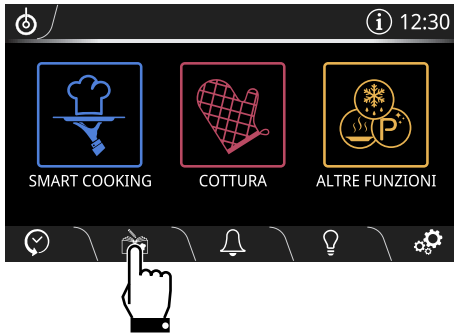 12:30
SMART COOKING
COTTURA
ALTRE FUNZIONI
P